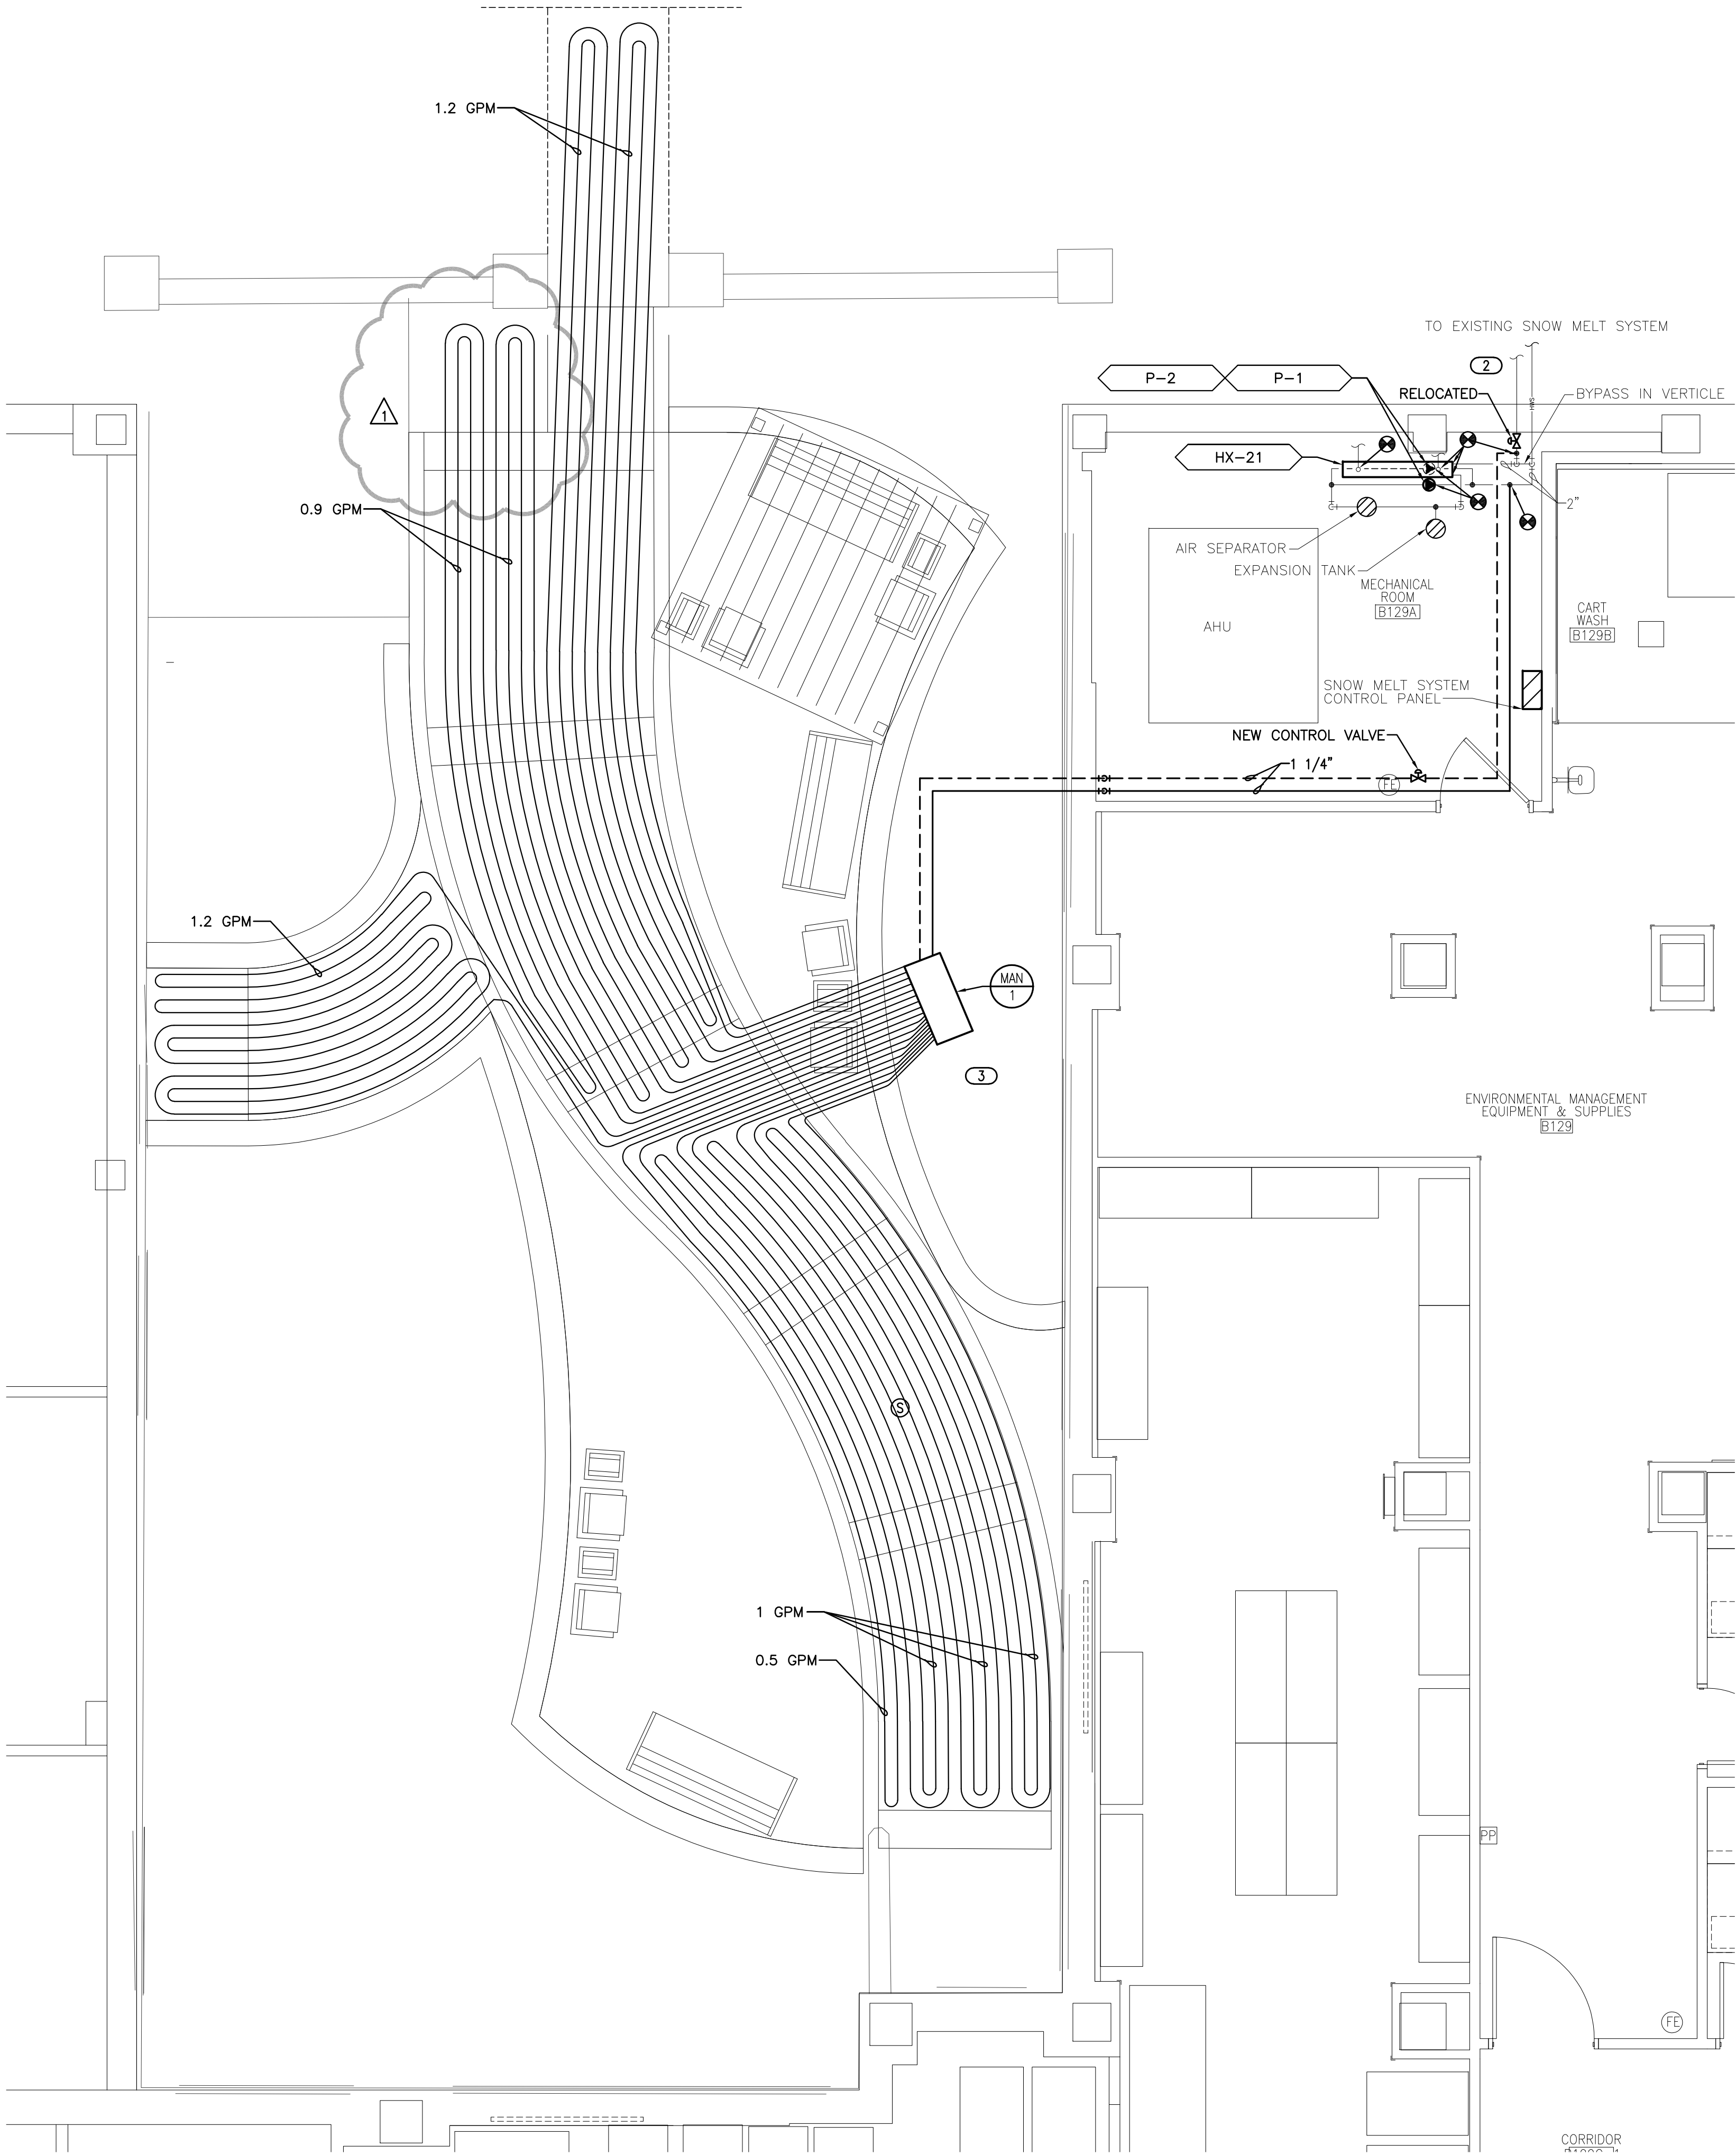 1.2 GPM
TO EXISTING SNOW MELT SYSTEM
2
P-2
P-1
RELOCATED
HWS
BYPASS IN VERTICLE
1
HX-21
0.9 GPM
2"
AIR SEPARATOR
EXPANSION TANK
MECHANICAL
ROOM
B129A
AHU
CART
WASH
B129B
SNOW MELT SYSTEM
CONTROL PANEL
NEW CONTROL VALVE
1 1/4"
FE
1.2 GPM
MAN
1
3
ENVIRONMENTAL MANAGEMENT
EQUIPMENT & SUPPLIES
B129
S
1 GPM
0.5 GPM
PP
FE
CORRIDOR